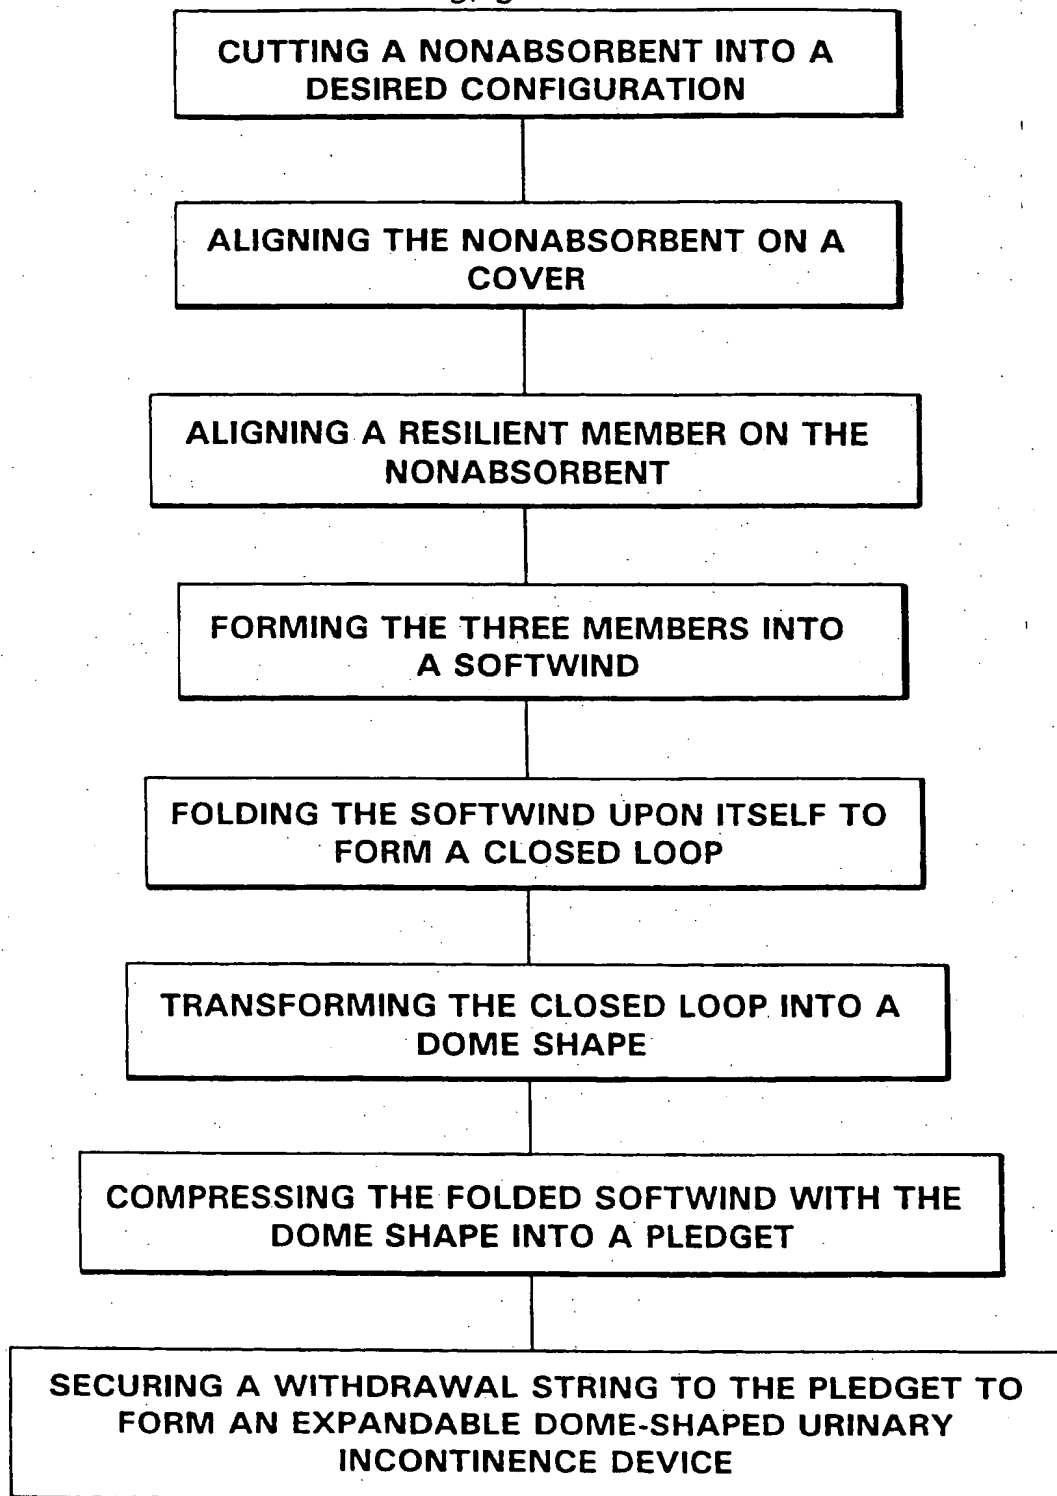 CUTTING A NONABSORBENT INTO A
DESIRED CONFIGURATION
ALIGNING THE NONABSORBENT ON A
COVER
ALIGNING A RESILIENT MEMBER ON THE
NONABSORBENT
FORMING THE THREE MEMBERS INTO
A SOFTWIND
FOLDING THE SOFTWIND UPON ITSELF TO
FORM A CLOSED LOOP
TRANSFORMING THE CLOSED LOOP INTO A
DOME SHAPE
COMPRESSING THE FOLDED SOFTWIND WITH THE
DOME SHAPE INTO A PLEDGET
SECURING A WITHDRAWAL STRING TO THE PLEDGET TO
FORM AN EXPANDABLE DOME-SHAPED URINARY
INCONTINENCE DEVICE